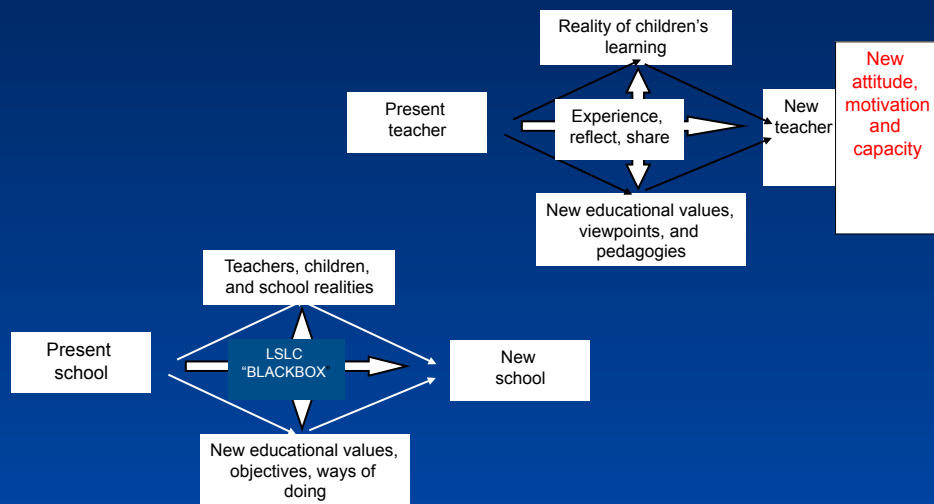 Reality of children's
learning
New
attitude,
motivation
and
capacity
Present
teacher
Experience,
reflect, share
New
teacher
New educational values,
viewpoints, and
pedagogies
Teachers, children,
and school realities
Present
school
LSLC
"BLACKBOX"
New
school
New educational values,
objectives, ways of
doing